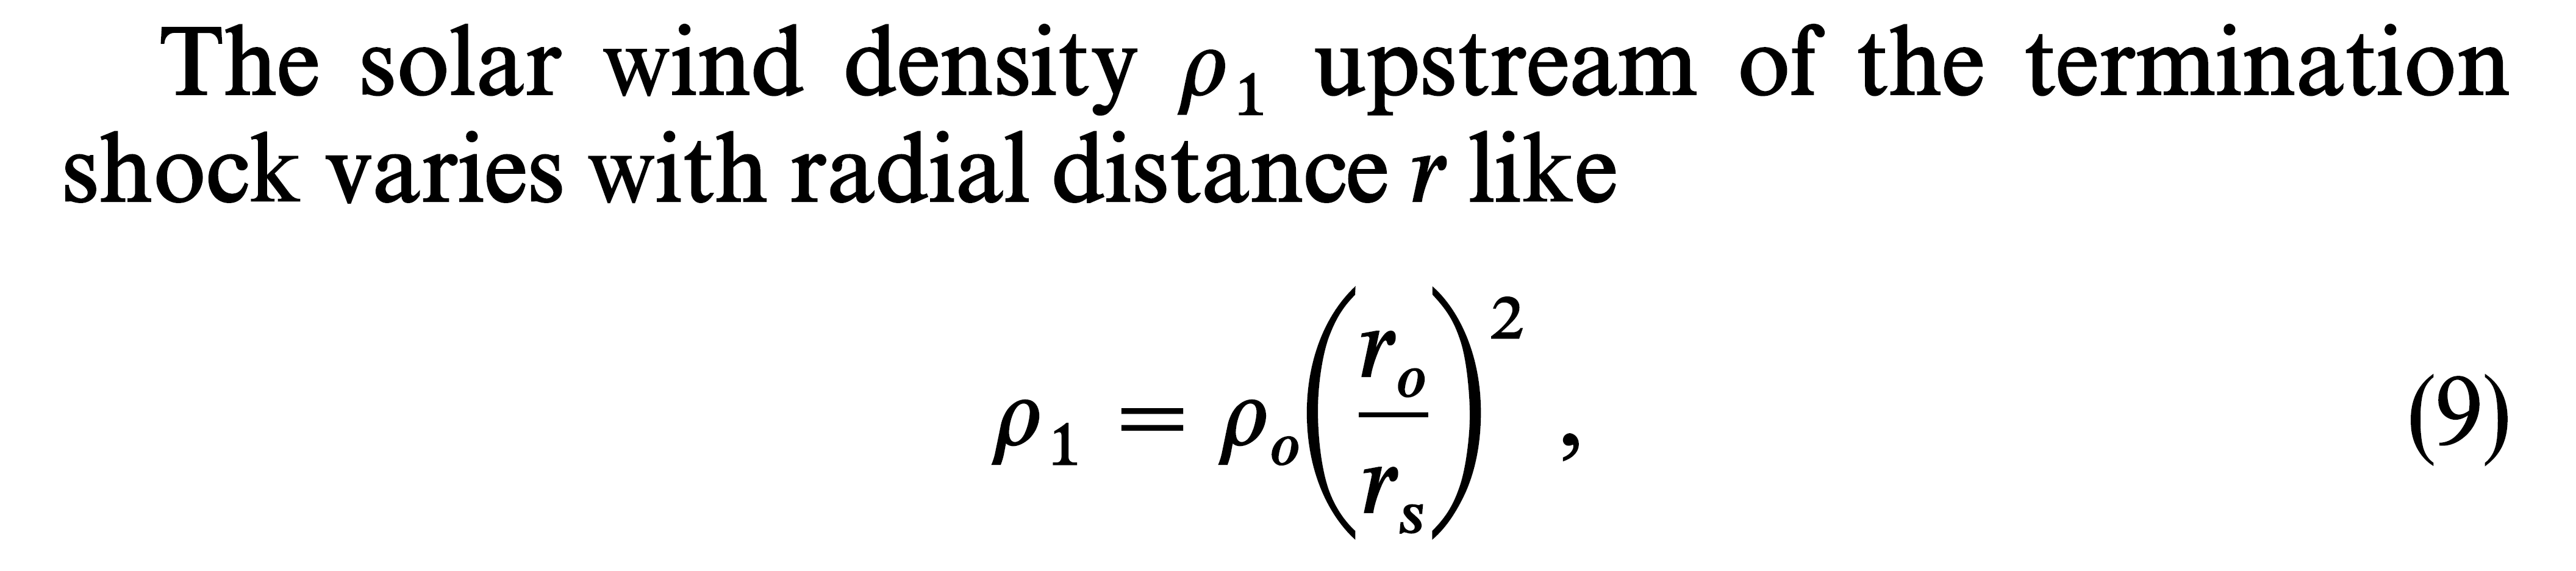 The solar wind density ρ₁ upstream of the termination
shock varies with radial distance r like
ρ₁ = ρₒ(rₒ/rₛ)², (9)